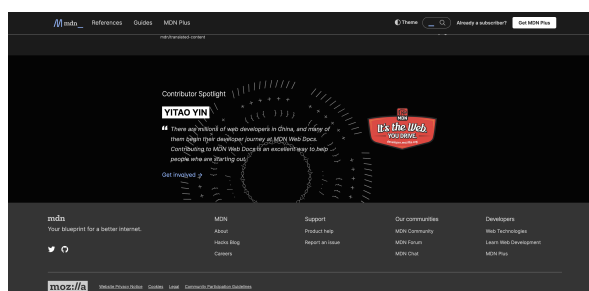 mdn_
References
Guides
MDN Plus
Theme
Already a subscriber?
Get MDN Plus
mdn/translated-content
Contributor Spotlight
YITAO YIN
There are millions of web developers in China, and many of
them begin their developer journey at MDN Web Docs.
Contributing to MDN Web Docs is an excellent way to help
people who are starting out.
Get involved →
MDN
It's the Web.
YOU DRIVE.
mdn
Your blueprint for a better internet.
MDN
About
Hacks Blog
Careers
Support
Product help
Report an issue
Our communities
MDN Community
MDN Forum
MDN Chat
Developers
Web Technologies
Learn Web Development
MDN Plus
moz://a
Website Privacy Notice
Cookies
Legal
Community Participation Guidelines